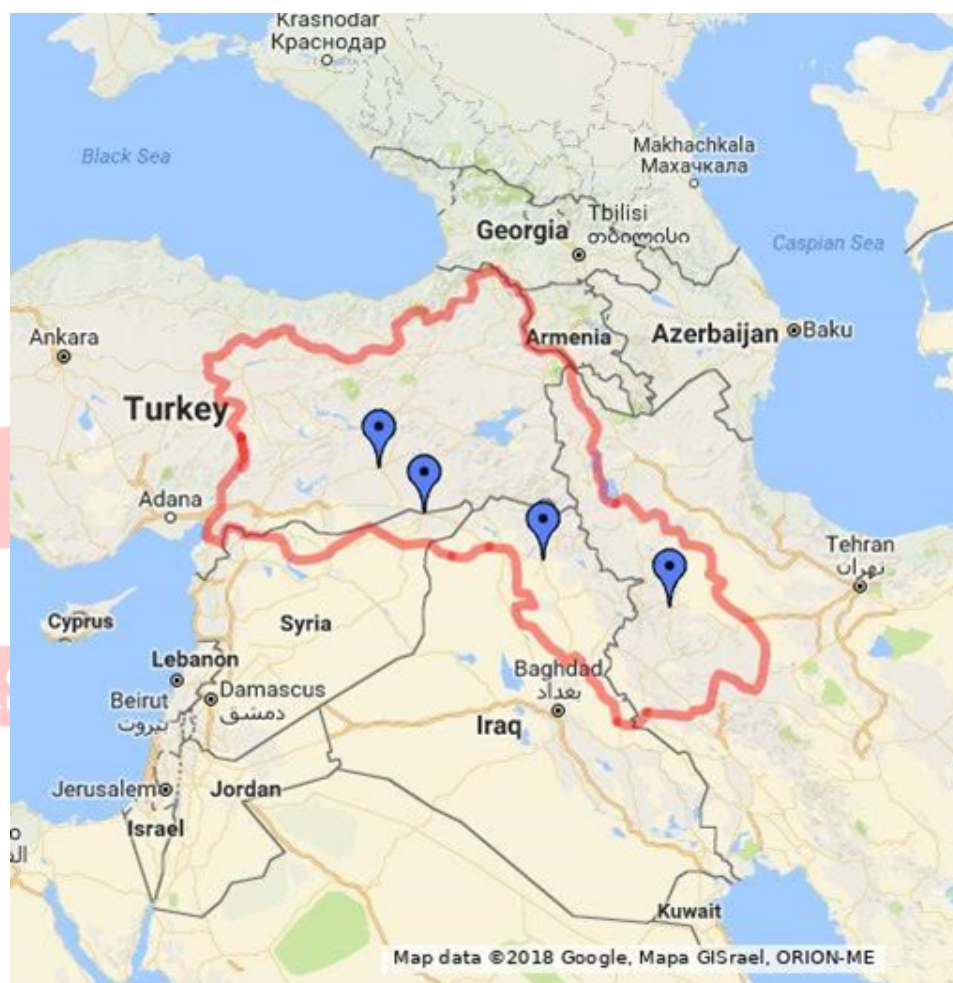 Krasnodar
Краснодар
Black Sea
Makhachkala
Махачкала
Tbilisi
თბილისი
Georgia
Caspian Sea
Ankara
Armenia
Azerbaijan
Baku
Turkey
Adana
Tehran
تهران
Cyprus
Syria
Lebanon
Baghdad
بغداد
Beirut
بيروت
Damascus
دمشق
Iraq
Jerusalem
Jordan
Israel
Kuwait
Map data ©2018 Google, Mapa GISrael, ORION-ME